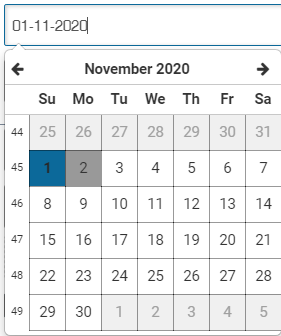 01-11-2020
November 2020
Su Mo Tu We Th Fr Sa
44 25 26 27 28 29 30 31
45 1 2 3 4 5 6 7
46 8 9 10 11 12 13 14
47 15 16 17 18 19 20 21
48 22 23 24 25 26 27 28
49 29 30 1 2 3 4 5